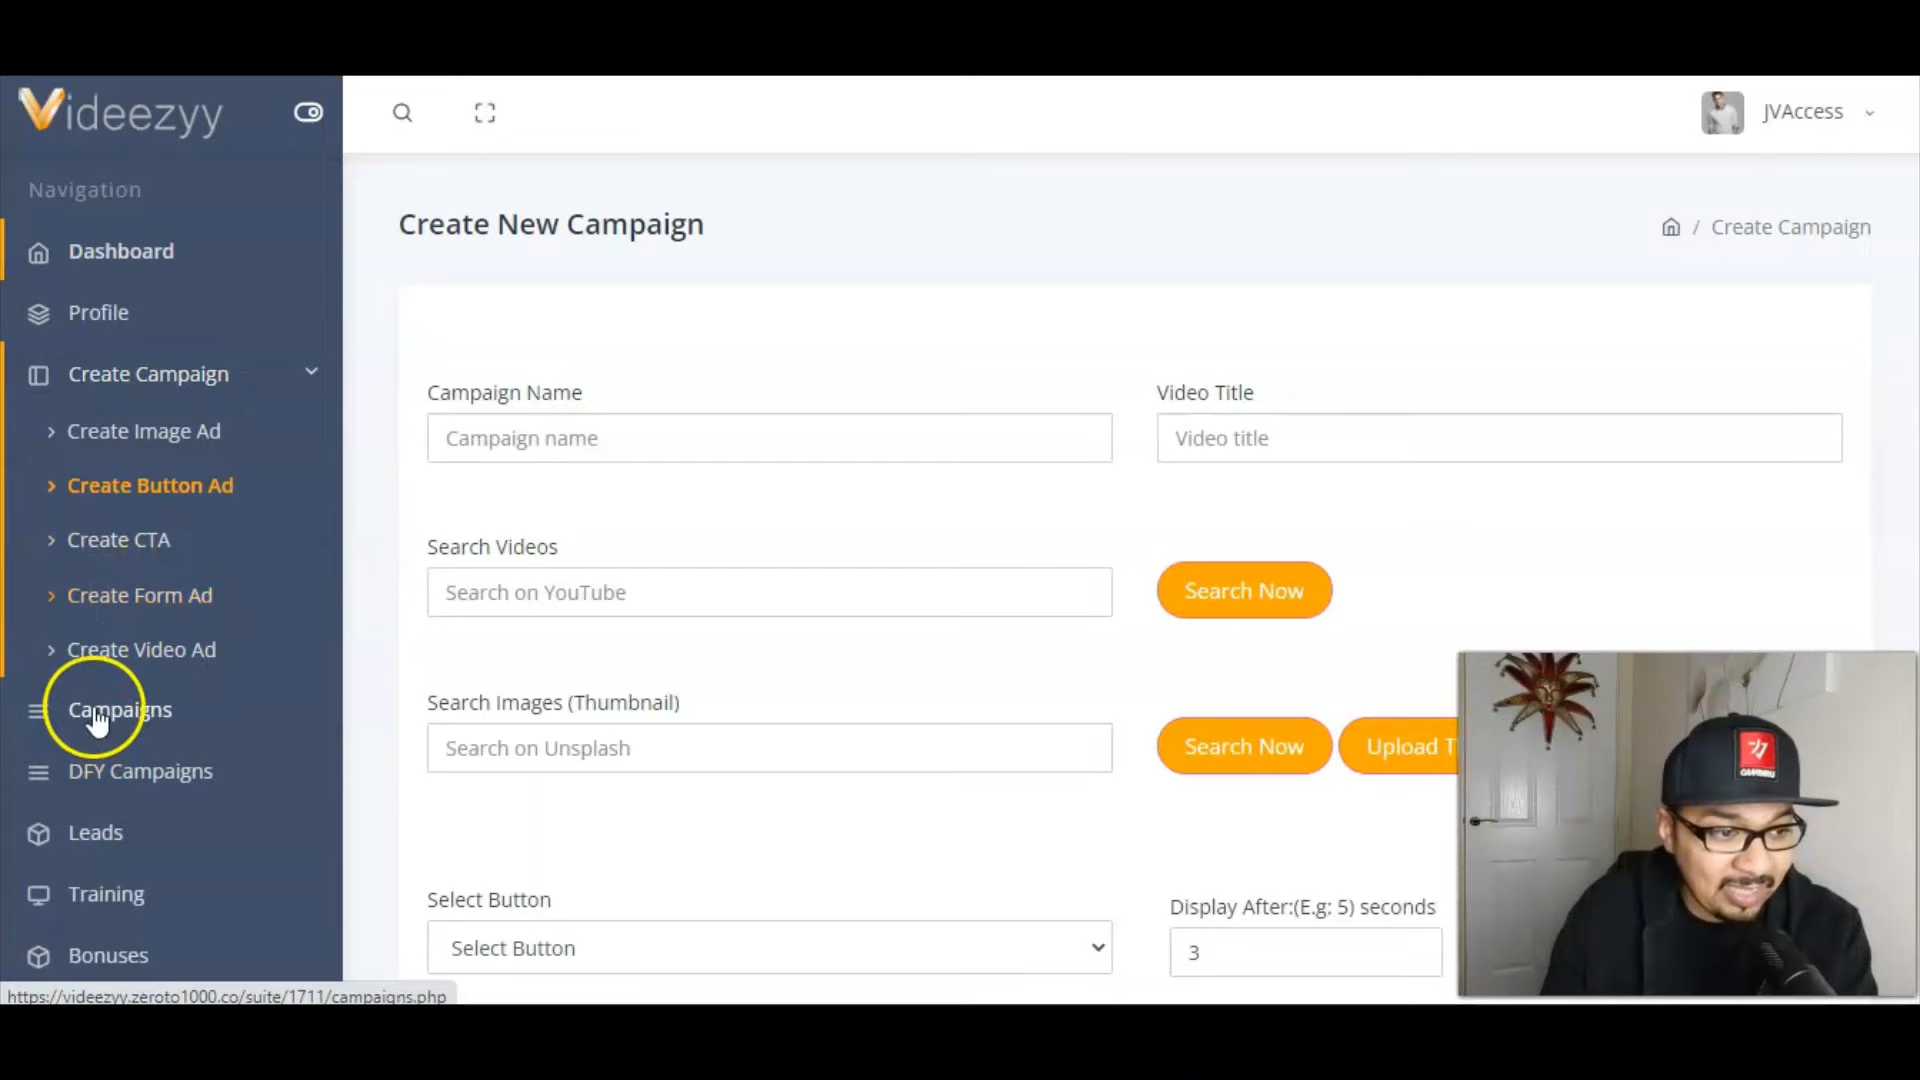 Videezyy
JVAccess
Navigation
Dashboard
Profile
Create Campaign
Create Image Ad
Create Button Ad
Create CTA
Create Form Ad
Create Video Ad
Campaigns
DFY Campaigns
Leads
Training
Bonuses
https://videezyy.zeroto1000.co/suite/1711/campaigns.php
Create New Campaign
/ Create Campaign
Campaign Name
Campaign name
Video Title
Video title
Search Videos
Search on YouTube
Search Now
Search Images (Thumbnail)
Search on Unsplash
Search Now
Upload T
Select Button
Select Button
Display After:(E.g: 5) seconds
3